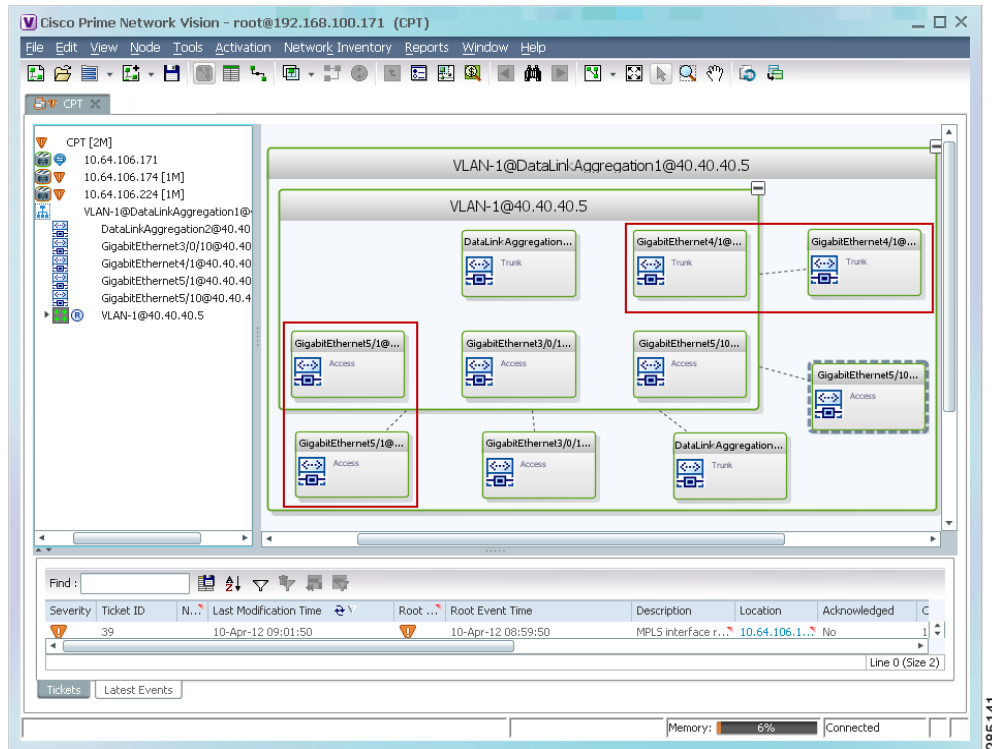 Cisco Prime Network Vision - root@192.168.100.171 (CPT)
File Edit View Node Tools Activation Network Inventory Reports Window Help
CPT
CPT [2M]
10.64.106.171
10.64.106.174 [1M]
10.64.106.224 [1M]
VLAN-1@DataLinkAggregation1@
DataLinkAggregation2@40.40
GigabitEthernet3/0/10@40.40
GigabitEthernet4/1@40.40.40
GigabitEthernet5/1@40.40.40
GigabitEthernet5/10@40.40.4
R VLAN-1@40.40.40.5
VLAN-1@DataLinkAggregation1@40.40.40.5
VLAN-1@40.40.40.5
DataLinkAggregation...
Trunk
GigabitEthernet4/1@...
Trunk
GigabitEthernet4/1@...
Trunk
GigabitEthernet5/1@...
Access
GigabitEthernet3/0/1...
Access
GigabitEthernet5/10...
Access
GigabitEthernet5/10...
Access
GigabitEthernet5/1@...
Access
GigabitEthernet3/0/1...
Access
DataLinkAggregation...
Trunk
Find :
Severity Ticket ID N... Last Modification Time Root ... Root Event Time Description Location Acknowledged C
39 10-Apr-12 09:01:50 10-Apr-12 08:59:50 MPLS interface r... 10.64.106.1... No 1
Line 0 (Size 2)
Tickets Latest Events
Memory: 6% Connected